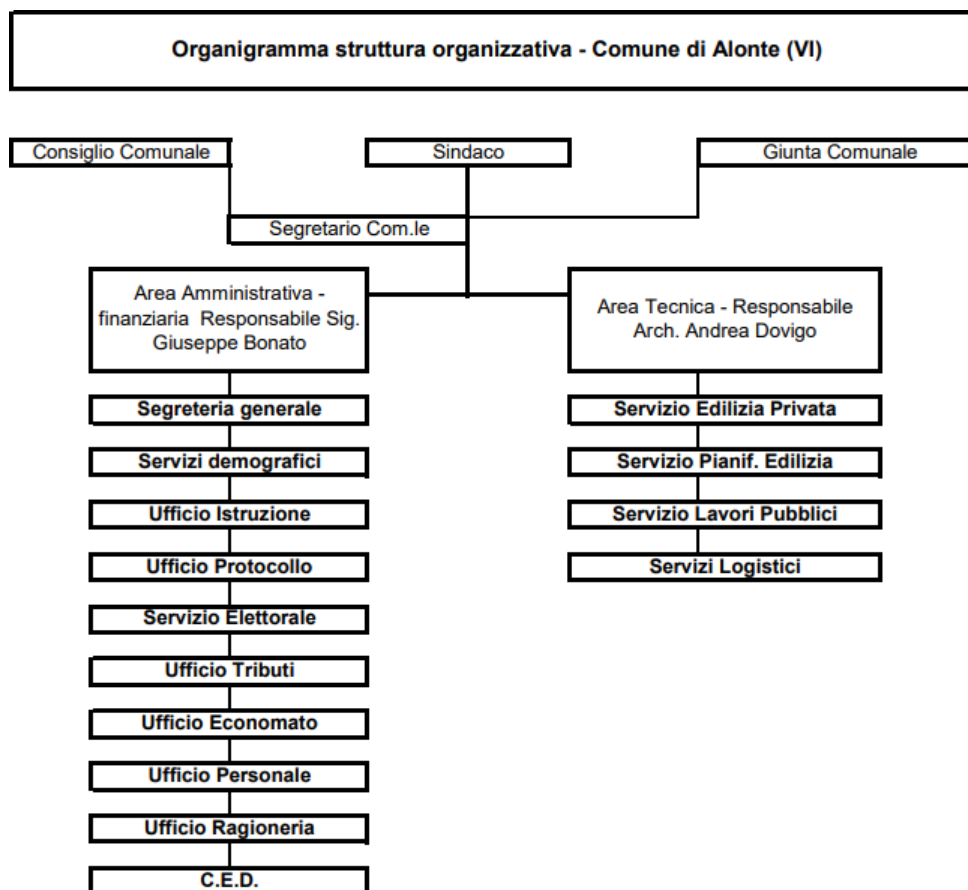 Organigramma struttura organizzativa - Comune di Alonte (VI)
Consiglio Comunale
Sindaco
Giunta Comunale
Segretario Com.le
Area Amministrativa -
finanziaria Responsabile Sig.
Giuseppe Bonato
Area Tecnica - Responsabile
Arch. Andrea Dovigo
Segreteria generale
Servizio Edilizia Privata
Servizi demografici
Servizio Pianif. Edilizia
Ufficio Istruzione
Servizio Lavori Pubblici
Ufficio Protocollo
Servizi Logistici
Servizio Elettorale
Ufficio Tributi
Ufficio Economato
Ufficio Personale
Ufficio Ragioneria
C.E.D.